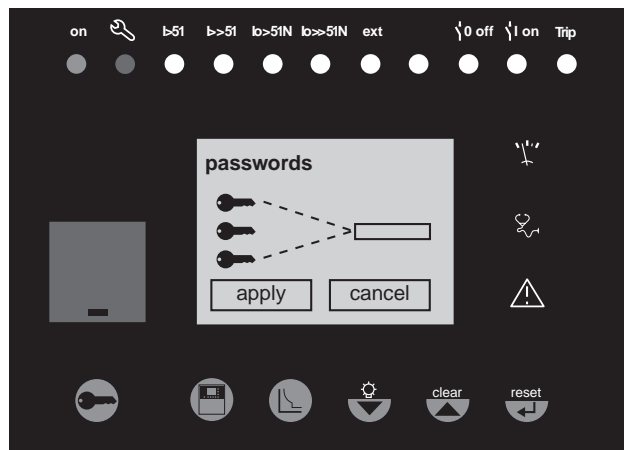 on I>51 I>>51 Io>51N Io>>51N ext 0 off I on Trip
passwords
apply cancel
clear reset